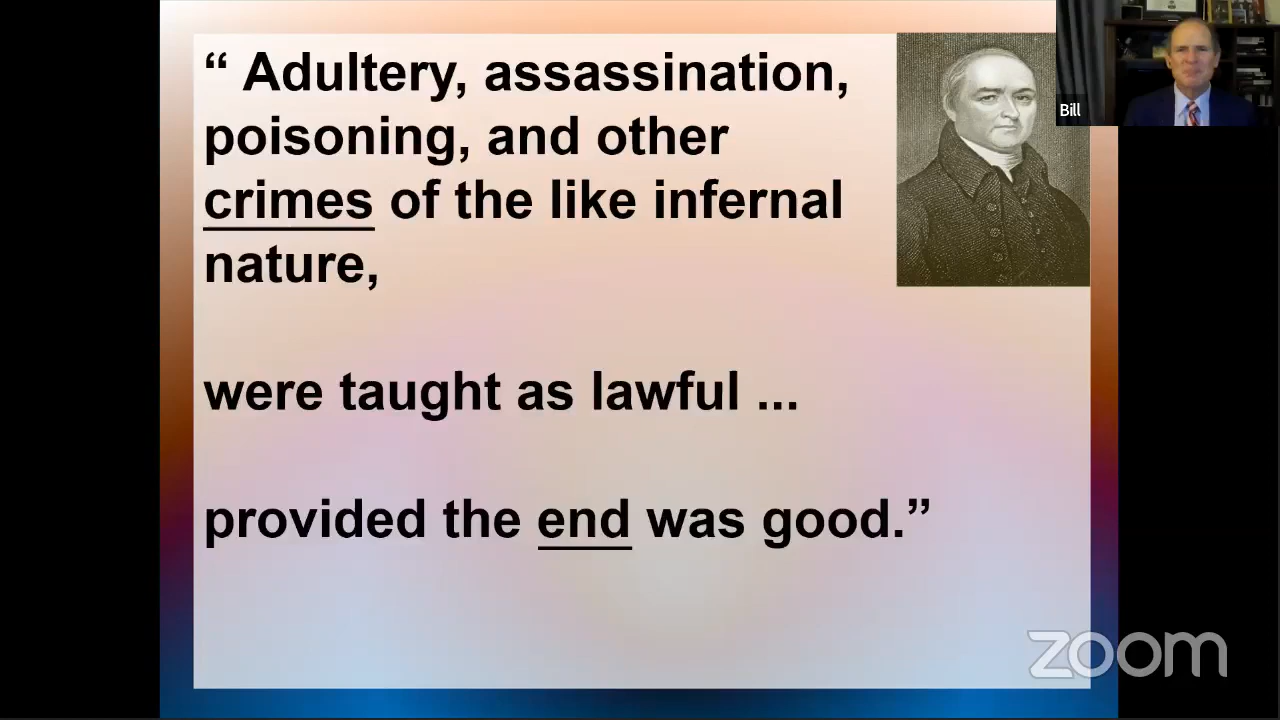 “ Adultery, assassination,
poisoning, and other
crimes of the like infernal
nature,
were taught as lawful ...
provided the end was good.”
Bill
zoom